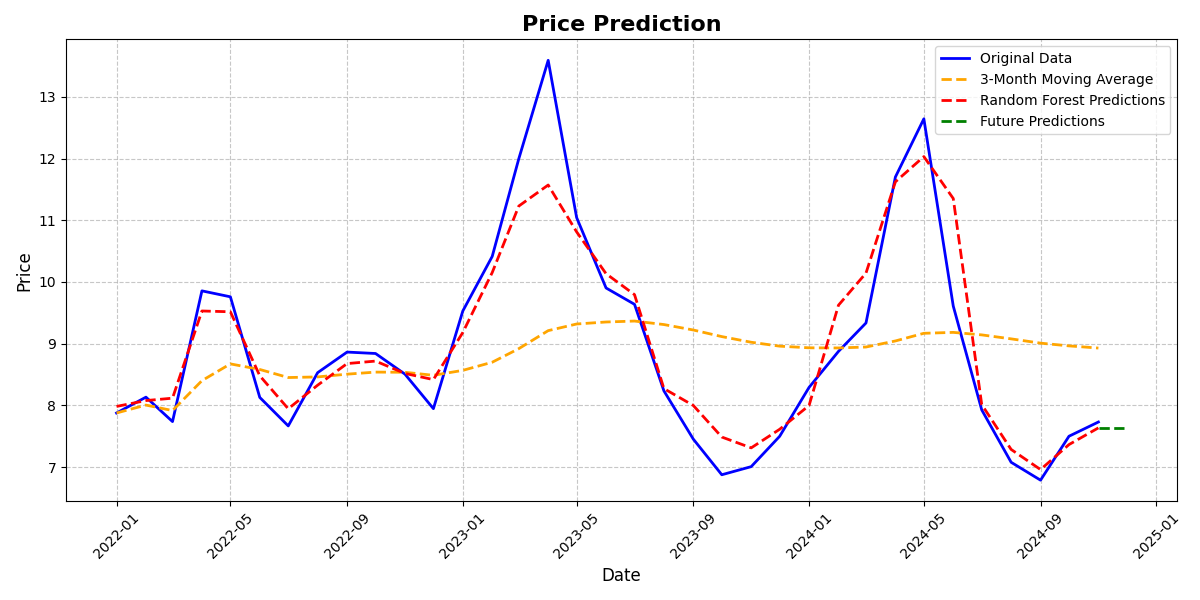 Price Prediction
Original Data
3-Month Moving Average
Random Forest Predictions
Future Predictions
Price
13
12
11
10
9
8
7
2022-01
2022-05
2022-09
2023-01
2023-05
2023-09
2024-01
2024-05
2024-09
2025-01
Date